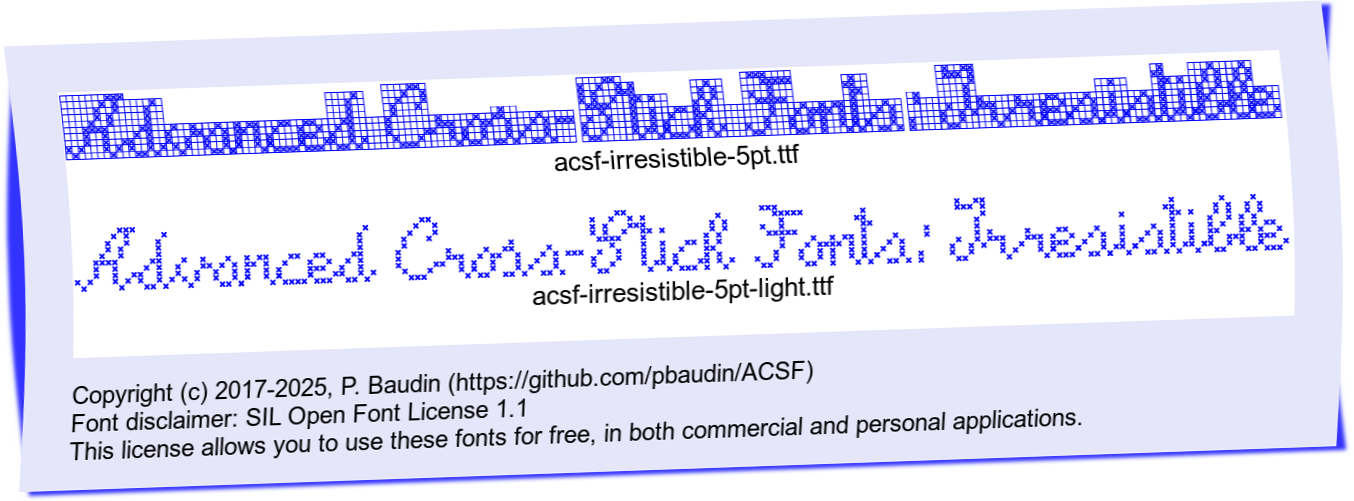 Advanced Cross-Stich Fonts: Irresistible
acsf-irresistible-5pt.ttf
Advanced Cross-Stich Fonts: Irresistible
acsf-irresistible-5pt-light.ttf
Copyright (c) 2017-2025, P. Baudin (https://github.com/pbaudin/ACSF)
Font disclaimer: SIL Open Font License 1.1
This license allows you to use these fonts for free, in both commercial and personal applications.